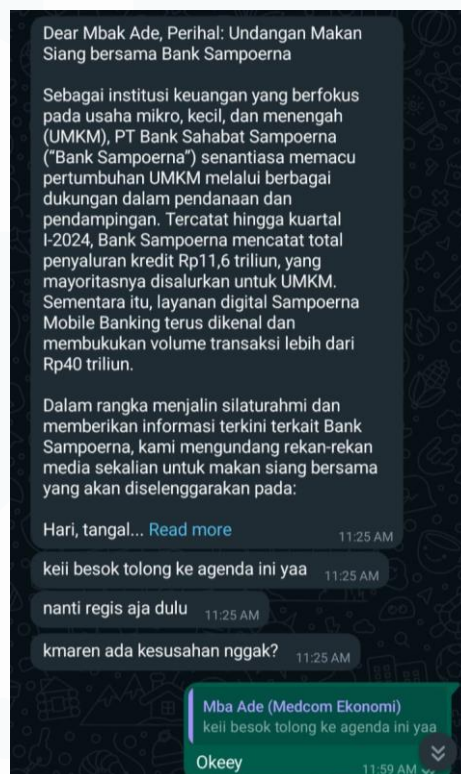 Dear Mbak Ade, Perihal: Undangan Makan
Siang bersama Bank Sampoerna
Sebagai institusi keuangan yang berfokus
pada usaha mikro, kecil, dan menengah
(UMKM), PT Bank Sahabat Sampoerna
("Bank Sampoerna") senantiasa memacu
pertumbuhan UMKM melalui berbagai
dukungan dalam pendanaan dan
pendampingan. Tercatat hingga kuartal
I-2024, Bank Sampoerna mencatat total
penyaluran kredit Rp11,6 triliun, yang
mayoritasnya disalurkan untuk UMKM.
Sementara itu, layanan digital Sampoerna
Mobile Banking terus dikenal dan
membukukan volume transaksi lebih dari
Rp40 triliun.
Dalam rangka menjalin silaturahmi dan
memberikan informasi terkini terkait Bank
Sampoerna, kami mengundang rekan-rekan
media sekalian untuk makan siang bersama
yang akan diselenggarakan pada:
Hari, tangal... Read more
11:25 AM
keii besok tolong ke agenda ini yaa 11:25 AM
nanti regis aja dulu 11:25 AM
kmaren ada kesusahan nggak? 11:25 AM
Mba Ade (Medcom Ekonomi)
keii besok tolong ke agenda ini yaa
Okeey
11:59 AM